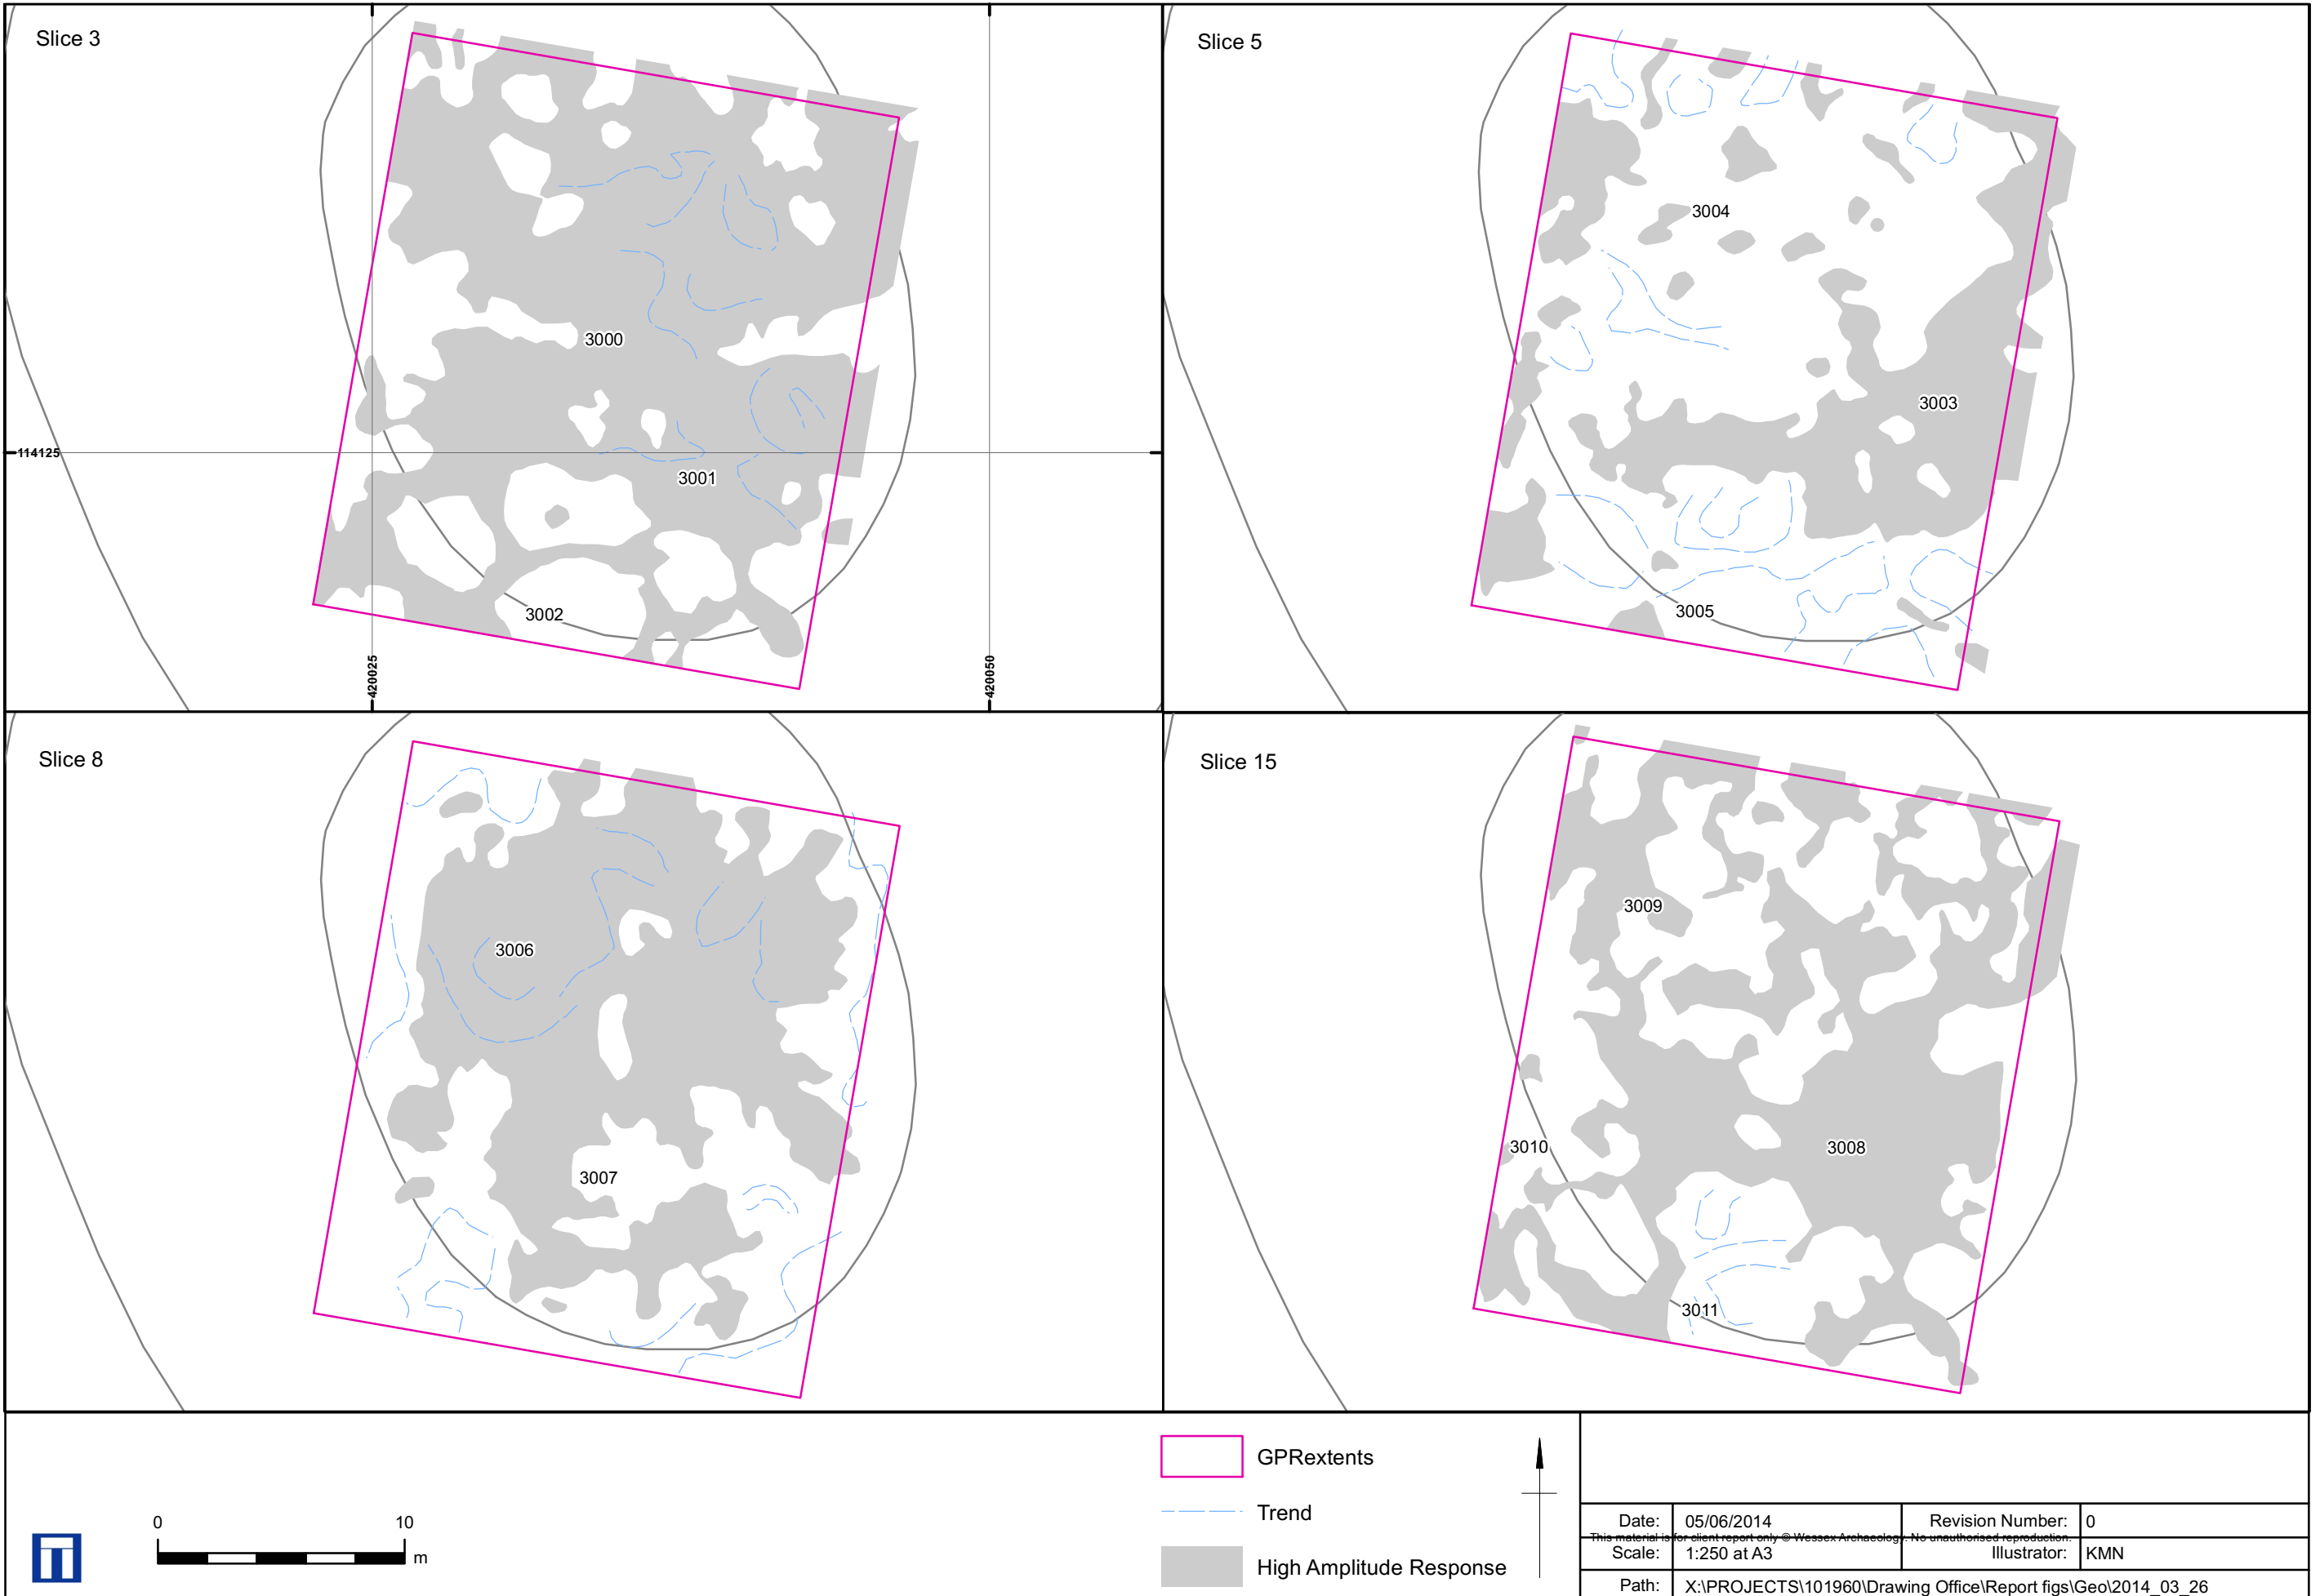 Slice 3
3000
3001
3002
114125
420025
420050
Slice 5
3004
3003
3005
Slice 8
3006
3007
Slice 15
3009
3010
3008
3011
0 10
m
GPRextents
Trend
High Amplitude Response
Date: 05/06/2014 Revision Number: 0
This material is for client report only © Wessex Archaeology. No unauthorised reproduction.
Scale: 1:250 at A3 Illustrator: KMN
Path: X:\PROJECTS\101960\Drawing Office\Report figs\Geo\2014_03_26